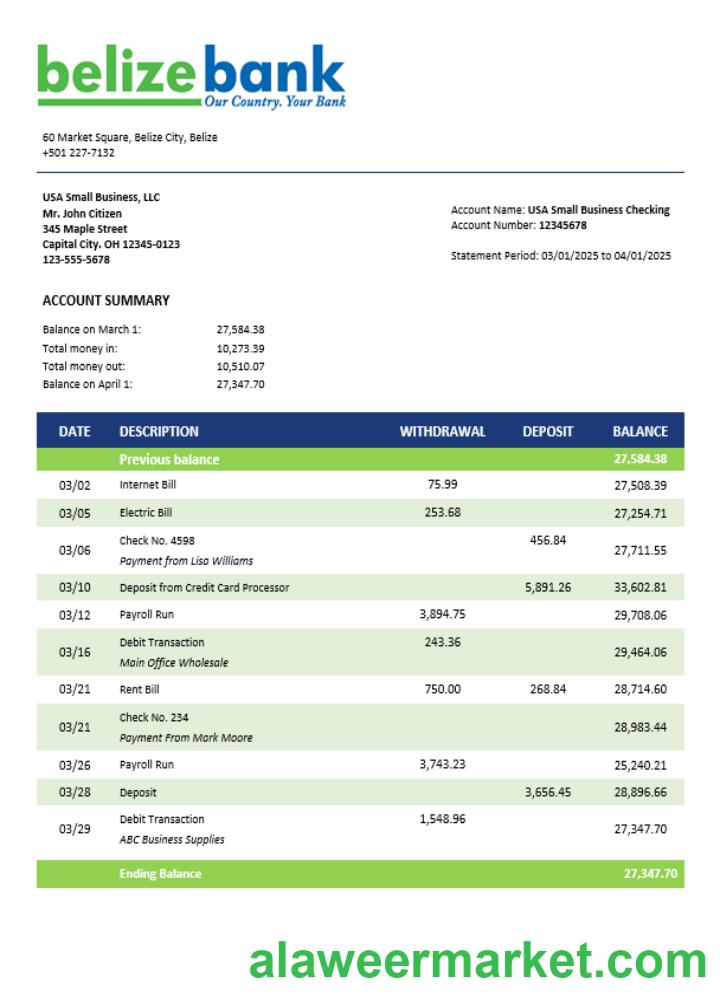 belizebank
Our Country. Your Bank
60 Market Square, Belize City, Belize
+501 227-7132
USA Small Business, LLC
Mr. John Citizen
345 Maple Street
Capital City. OH 12345-0123
123-555-5678
Account Name: USA Small Business Checking
Account Number: 12345678
Statement Period: 03/01/2025 to 04/01/2025
ACCOUNT SUMMARY
Balance on March 1: 27,584.38
Total money in: 10,273.39
Total money out: 10,510.07
Balance on April 1: 27,347.70
DATE DESCRIPTION WITHDRAWAL DEPOSIT BALANCE
Previous balance 27,584.38
03/02 Internet Bill 75.99 27,508.39
03/05 Electric Bill 253.68 27,254.71
03/06 Check No. 4598 456.84 27,711.55
Payment from Lisa Williams
03/10 Deposit from Credit Card Processor 5,891.26 33,602.81
03/12 Payroll Run 3,894.75 29,708.06
03/16 Debit Transaction 243.36 29,464.06
Main Office Wholesale
03/21 Rent Bill 750.00 268.84 28,714.60
03/21 Check No. 234 28,983.44
Payment From Mark Moore
03/26 Payroll Run 3,743.23 25,240.21
03/28 Deposit 3,656.45 28,896.66
03/29 Debit Transaction 1,548.96 27,347.70
ABC Business Supplies
Ending Balance 27,347.70
alaweermarket.com